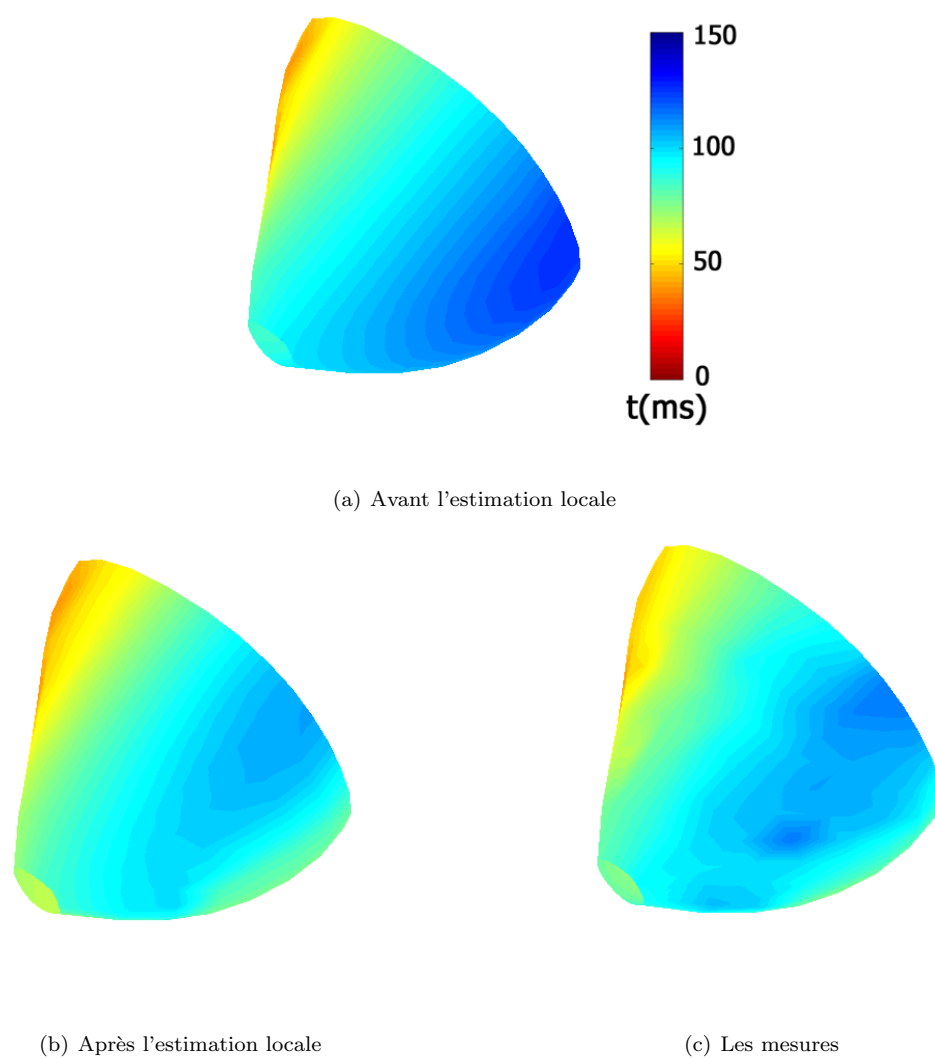 150
100
50
0
t(ms)
(a) Avant l'estimation locale
(b) Après l'estimation locale
(c) Les mesures